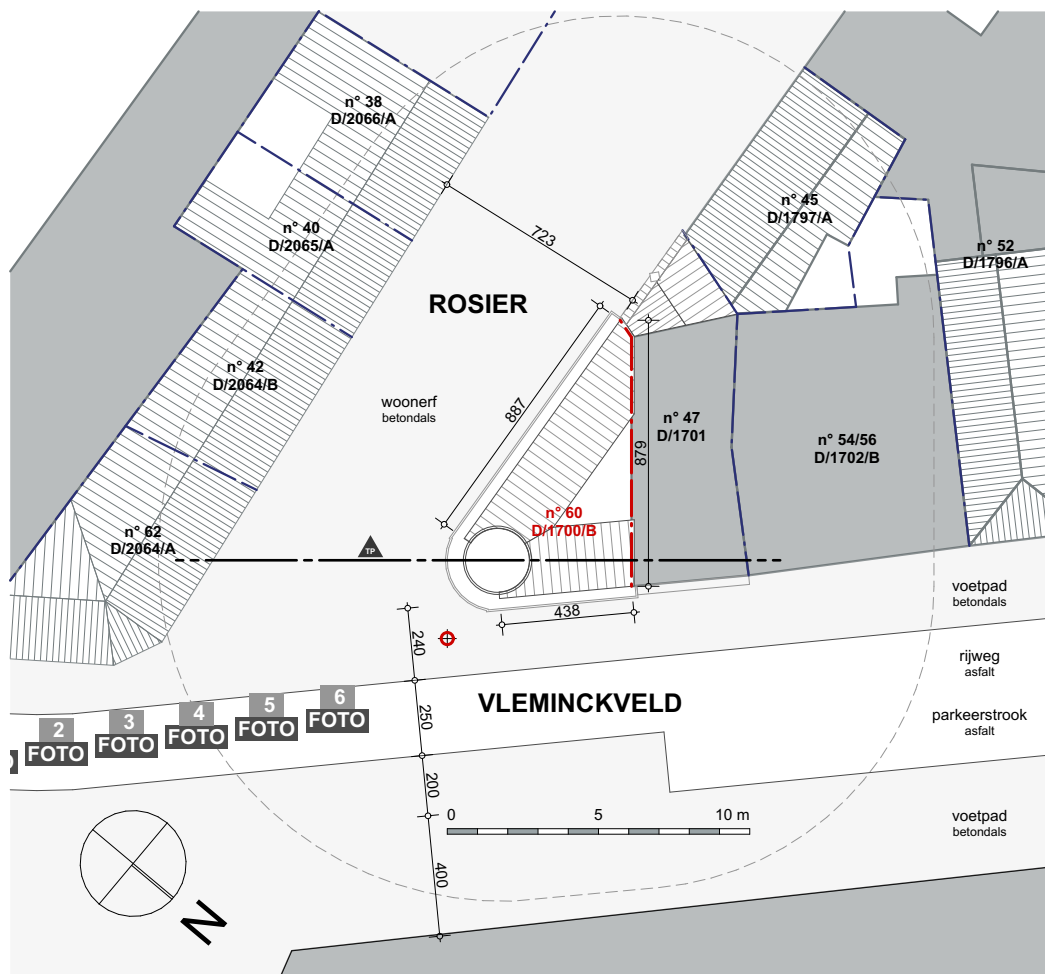 n° 38
D/2066/A
n° 45
D/1797/A
n° 40
D/2065/A
723
n° 52
D/1796/A
ROSIER
n° 42
D/2064/B
woonerf
betondals
887
n° 47
D/1701
879
n° 54/56
D/1702/B
n° 60
D/1700/B
n° 62
D/2064/A
TP
voetpad
betondals
438
240
rijweg
asfalt
VLEMINCKVELD
2
FOTO
3
FOTO
4
FOTO
5
FOTO
6
FOTO
250
parkeerstrook
asfalt
200
0 5 10 m
voetpad
betondals
400
N